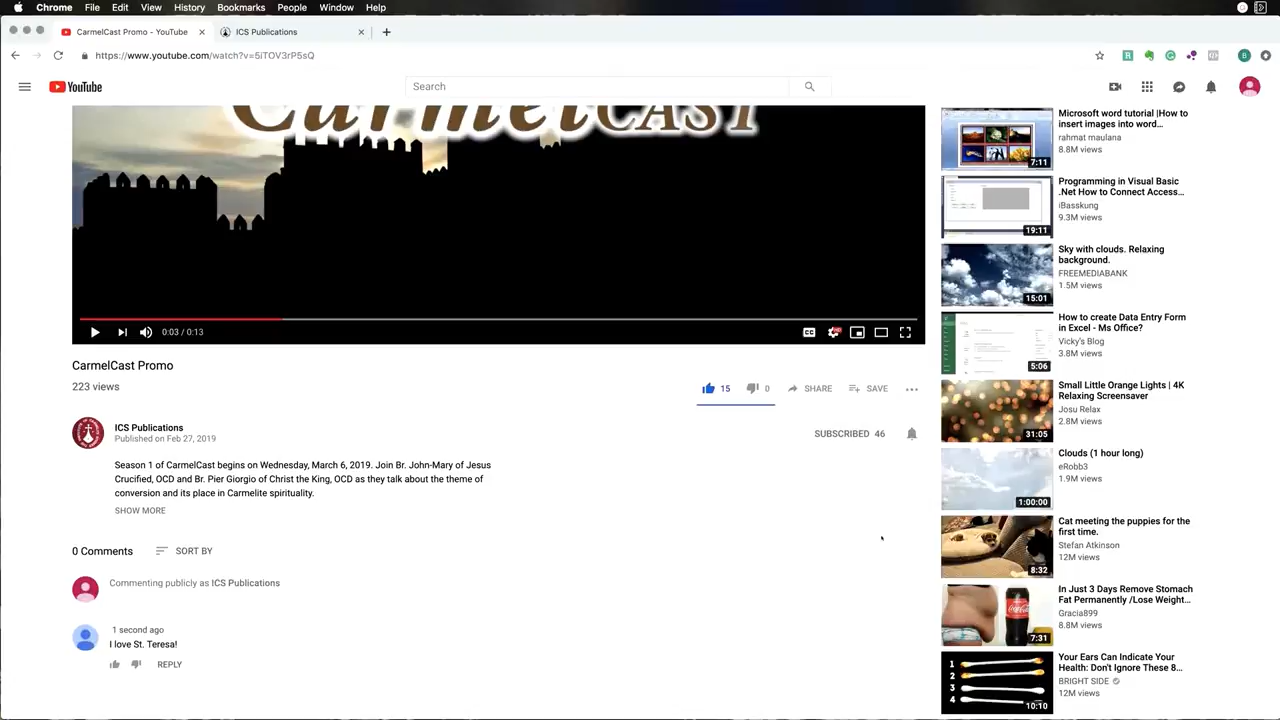 Chrome File Edit View History Bookmarks People Window Help
CarmelCast Promo - YouTube
ICS Publications
https://www.youtube.com/watch?v=5iTOV3rP5sQ
YouTube
Search
CarmelCAST
0:03 / 0:13
CarmelCast Promo
223 views
15 0 SHARE SAVE
ICS Publications
Published on Feb 27, 2019
SUBSCRIBED 46
Season 1 of CarmelCast begins on Wednesday, March 6, 2019. Join Br. John-Mary of Jesus
Crucified, OCD and Br. Pier Giorgio of Christ the King, OCD as they talk about the theme of
conversion and its place in Carmelite spirituality.
SHOW MORE
0 Comments SORT BY
Commenting publicly as ICS Publications
1 second ago
I love St. Teresa!
REPLY
7:11
Microsoft word tutorial |How to
insert images into word...
rahmat maulana
8.8M views
19:11
Programming in Visual Basic
.Net How to Connect Access...
iBasskung
9.3M views
15:01
Sky with clouds. Relaxing
background.
FREEMEDIABANK
1.5M views
5:06
How to create Data Entry Form
in Excel - Ms Office?
Vicky's Blog
3.8M views
31:05
Small Little Orange Lights | 4K
Relaxing Screensaver
Josu Relax
2.8M views
1:00:00
Clouds (1 hour long)
eRobb3
1.9M views
8:32
Cat meeting the puppies for the
first time.
Stefan Atkinson
12M views
Coca-Cola
7:31
In Just 3 Days Remove Stomach
Fat Permanently /Lose Weight...
Gracia899
8.8M views
1
2
3
4
10:10
Your Ears Can Indicate Your
Health: Don't Ignore These 8...
BRIGHT SIDE
12M views